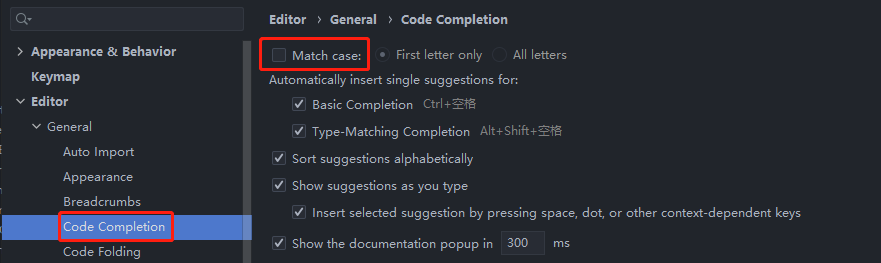 Editor › General › Code Completion
Appearance & Behavior
Keymap
Editor
General
Auto Import
Appearance
Breadcrumbs
Code Completion
Code Folding
Match case: First letter only All letters
Automatically insert single suggestions for:
Basic Completion Ctrl+空格
Type-Matching Completion Alt+Shift+空格
Sort suggestions alphabetically
Show suggestions as you type
Insert selected suggestion by pressing space, dot, or other context-dependent keys
Show the documentation popup in 300 ms